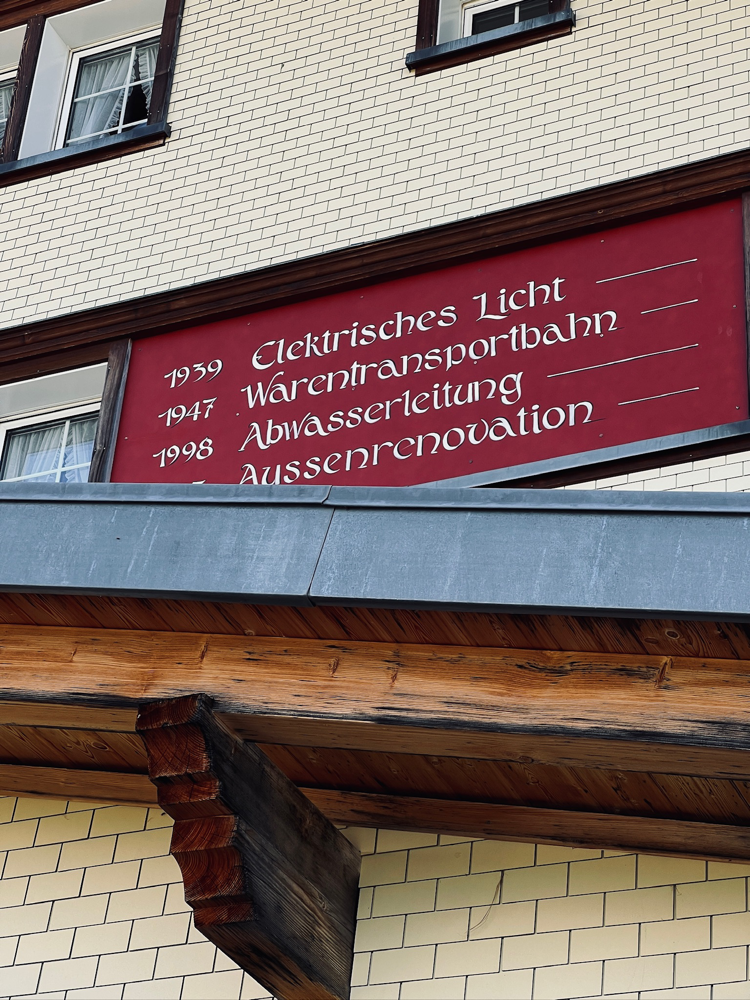 1939 Elektrisches Licht
1947 Warentransportbahn
1998 Abwasserleitung
Aussenrenovation